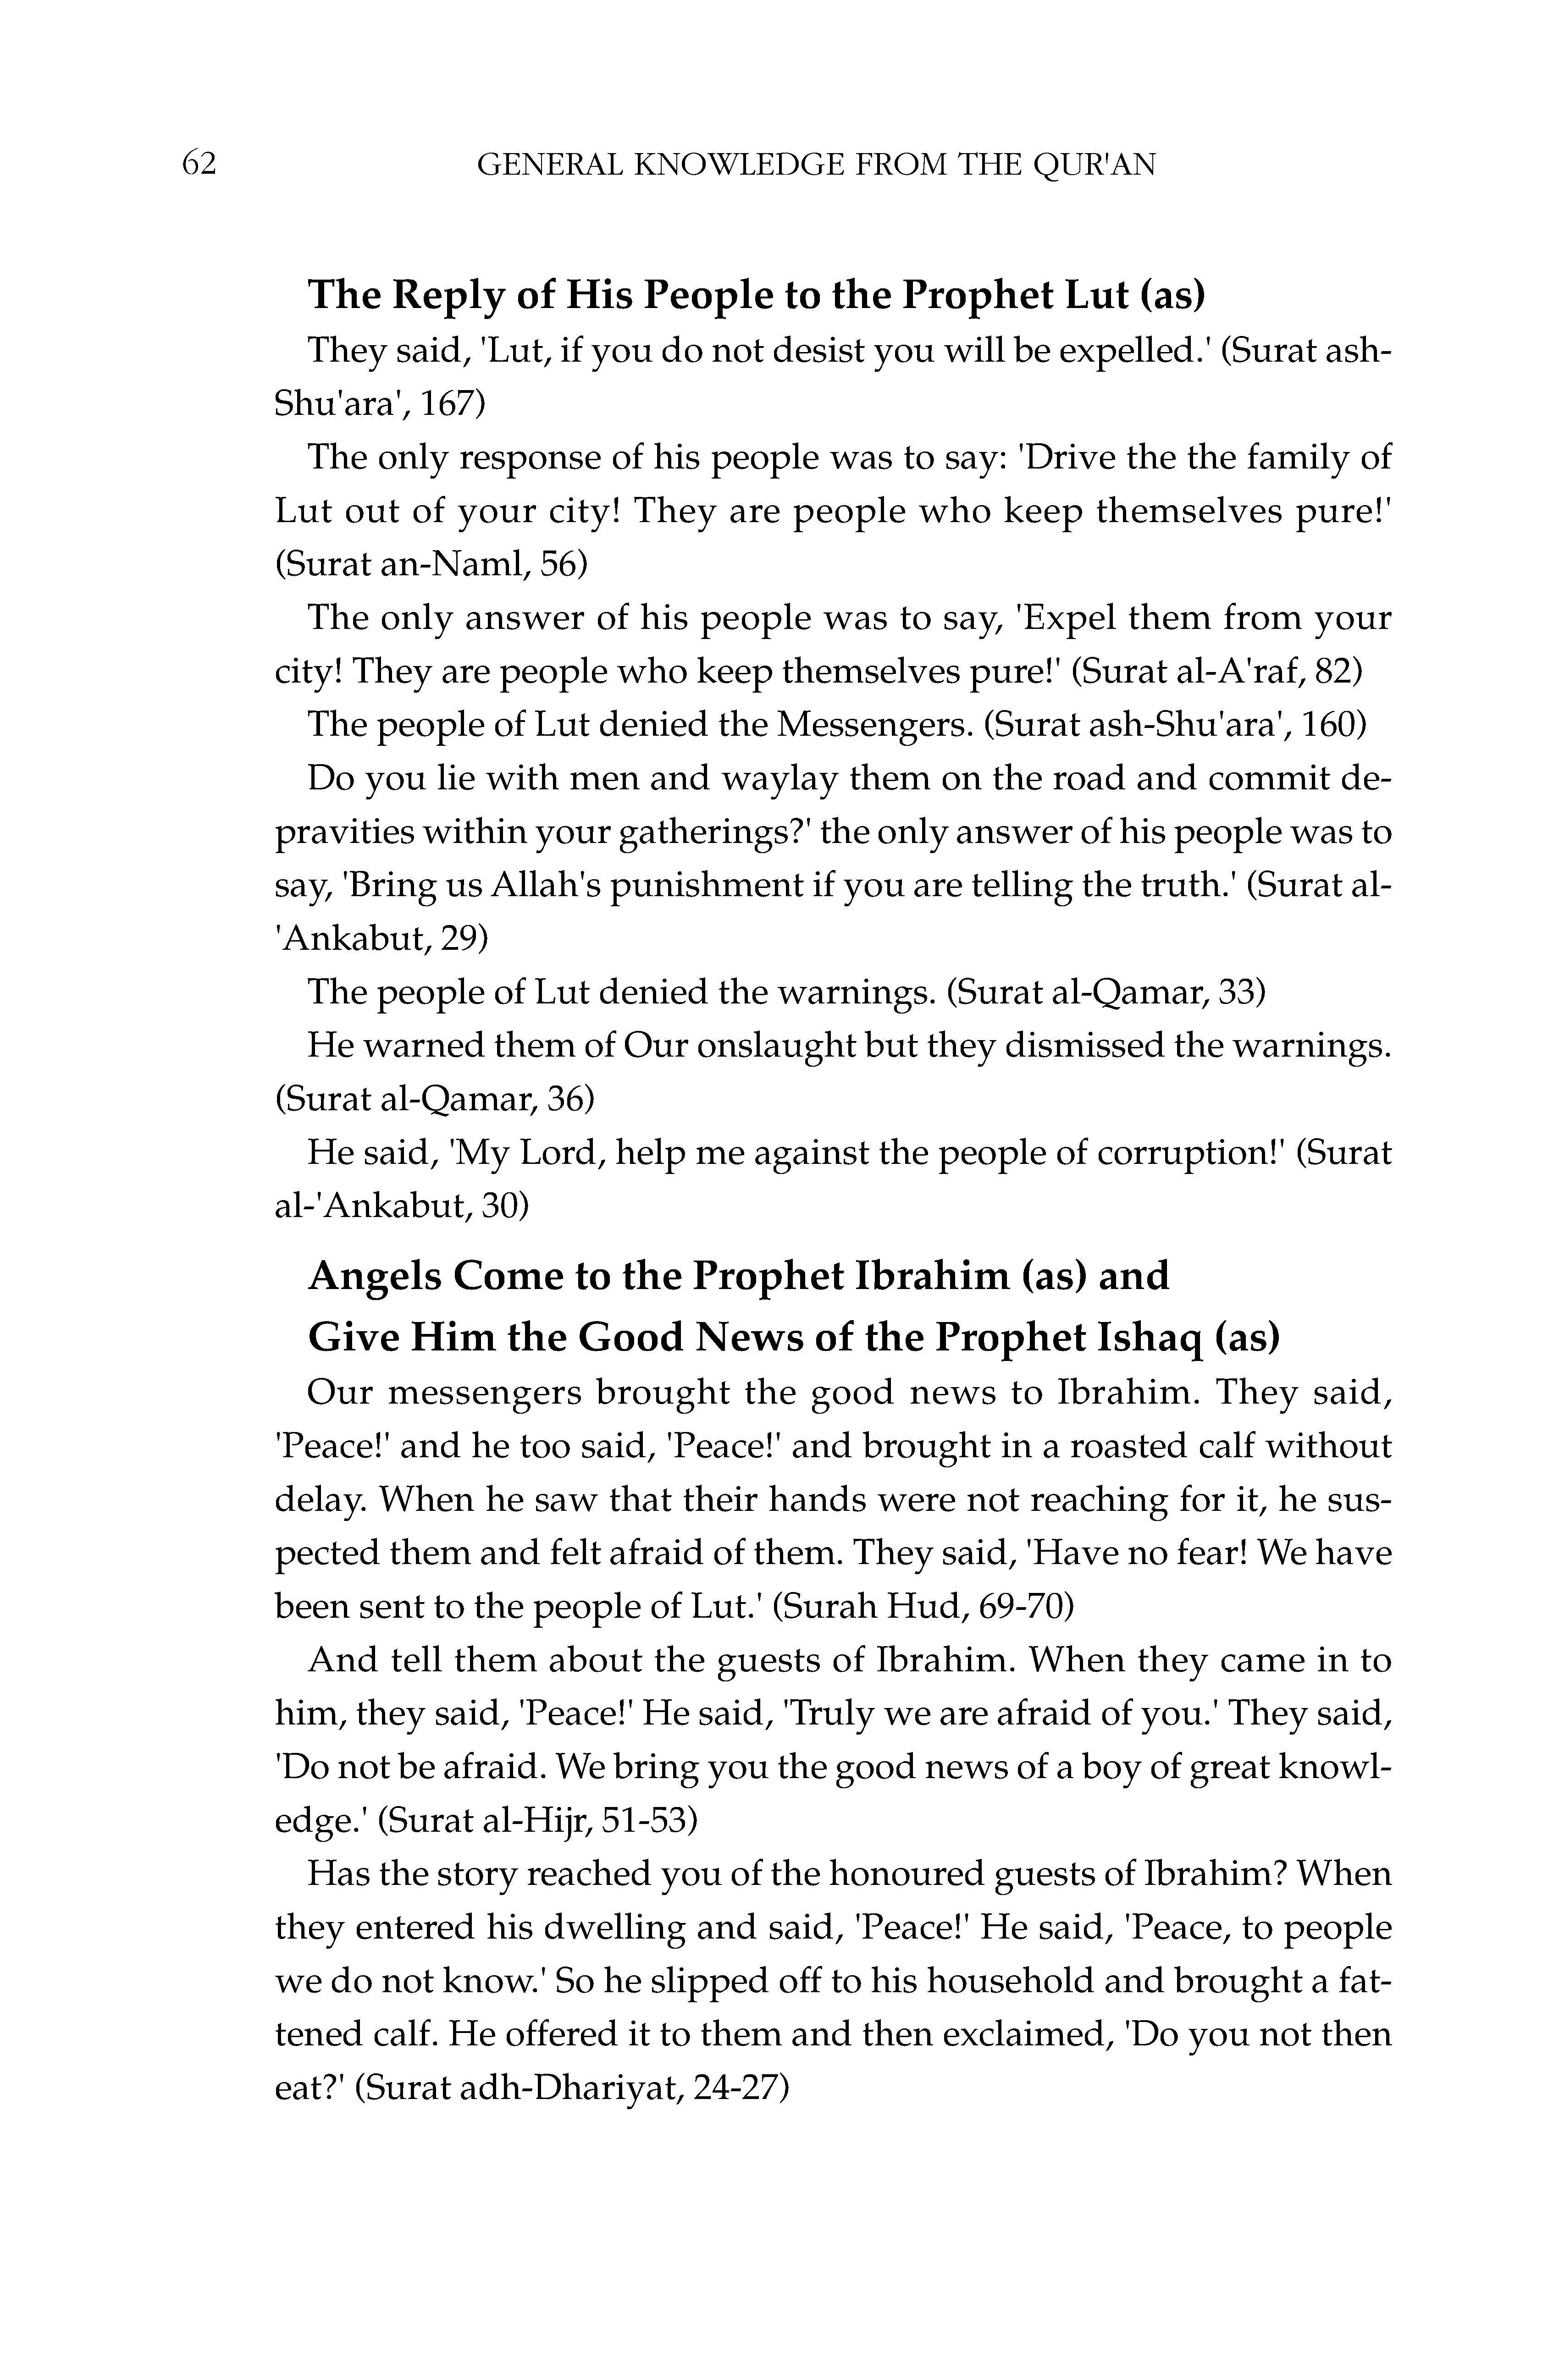 62 GENERAL KNOWLEDGE FROM THE QUR'AN
The Reply of His People to the Prophet Lut (as)
They said, 'Lut, if you do not desist you will be expelled.' (Surat ash-
Shu'ara', 167)
The only response of his people was to say: 'Drive the the family of
Lut out of your city! They are people who keep themselves pure!'
(Surat an-Naml, 56)
The only answer of his people was to say, 'Expel them from your
city! They are people who keep themselves pure!' (Surat al-A'raf, 82)
The people of Lut denied the Messengers. (Surat ash-Shu'ara', 160)
Do you lie with men and waylay them on the road and commit de-
pravities within your gatherings?' the only answer of his people was to
say, 'Bring us Allah's punishment if you are telling the truth.' (Surat al-
'Ankabut, 29)
The people of Lut denied the warnings. (Surat al-Qamar, 33)
He warned them of Our onslaught but they dismissed the warnings.
(Surat al-Qamar, 36)
He said, 'My Lord, help me against the people of corruption!' (Surat
al-'Ankabut, 30)
Angels Come to the Prophet Ibrahim (as) and
Give Him the Good News of the Prophet Ishaq (as)
Our messengers brought the good news to Ibrahim. They said,
'Peace!' and he too said, 'Peace!' and brought in a roasted calf without
delay. When he saw that their hands were not reaching for it, he sus-
pected them and felt afraid of them. They said, 'Have no fear! We have
been sent to the people of Lut.' (Surah Hud, 69-70)
And tell them about the guests of Ibrahim. When they came in to
him, they said, 'Peace!' He said, 'Truly we are afraid of you.' They said,
'Do not be afraid. We bring you the good news of a boy of great knowl-
edge.' (Surat al-Hijr, 51-53)
Has the story reached you of the honoured guests of Ibrahim? When
they entered his dwelling and said, 'Peace!' He said, 'Peace, to people
we do not know.' So he slipped off to his household and brought a fat-
tened calf. He offered it to them and then exclaimed, 'Do you not then
eat?' (Surat adh-Dhariyat, 24-27)